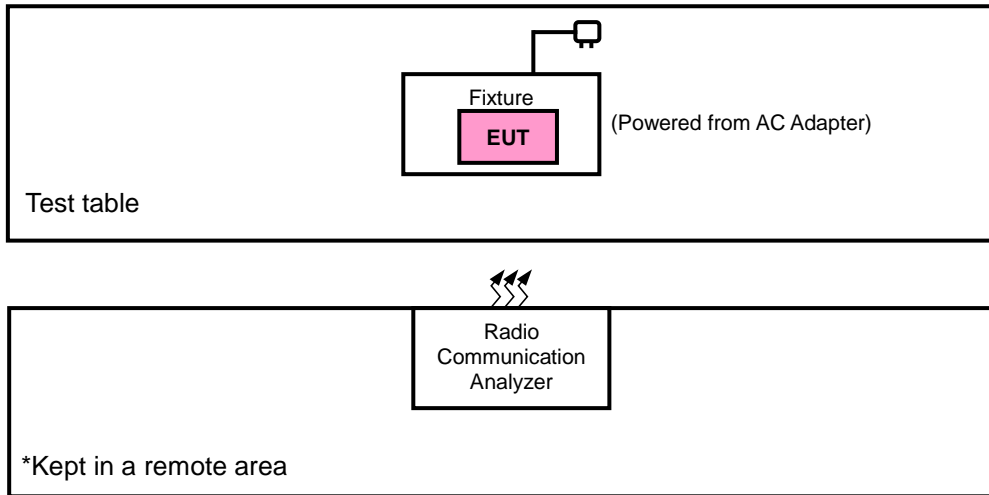 Fixture
EUT
(Powered from AC Adapter)
Test table
Radio
Communication
Analyzer
*Kept in a remote area